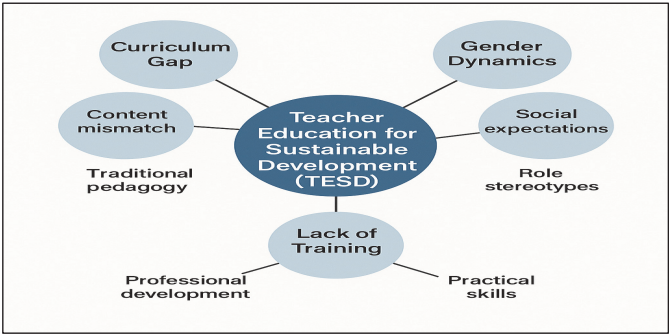 Curriculum
Gap
Gender
Dynamics
Content
mismatch
Teacher
Education for
Sustainable
Development
(TESD)
Social
expectations
Traditional
pedagogy
Role
stereotypes
Lack of
Training
Professional
development
Practical
skills